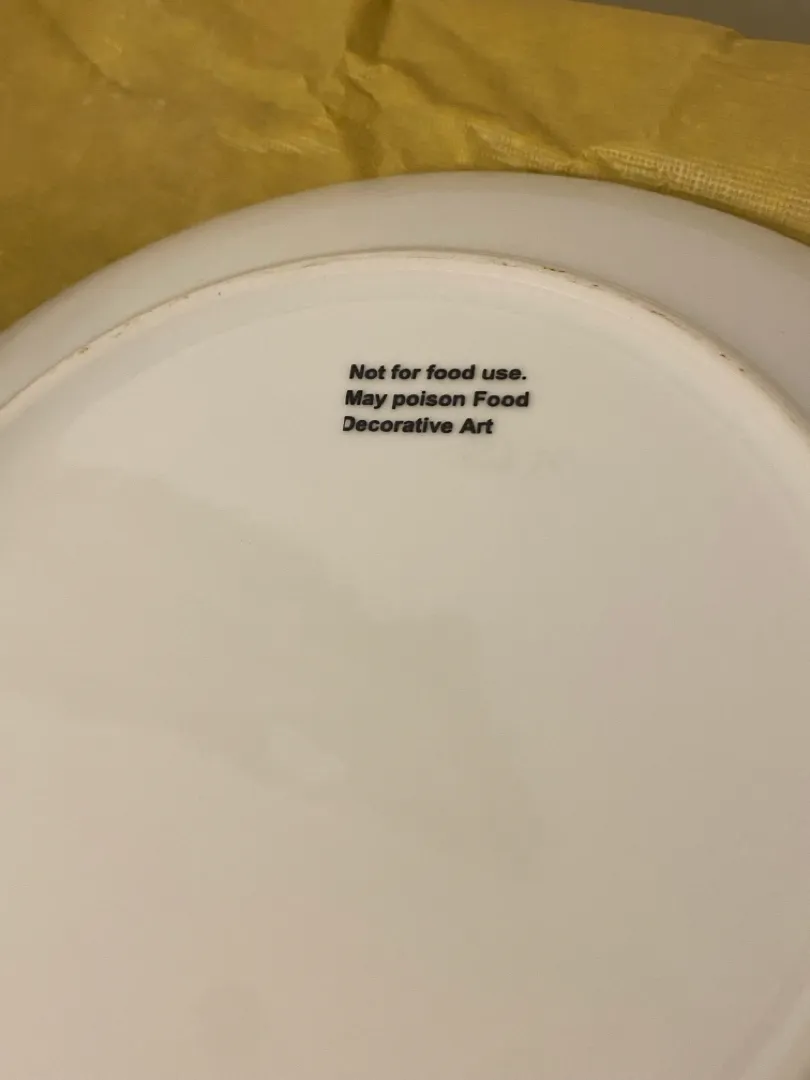 Not for food use.
May poison Food
Decorative Art